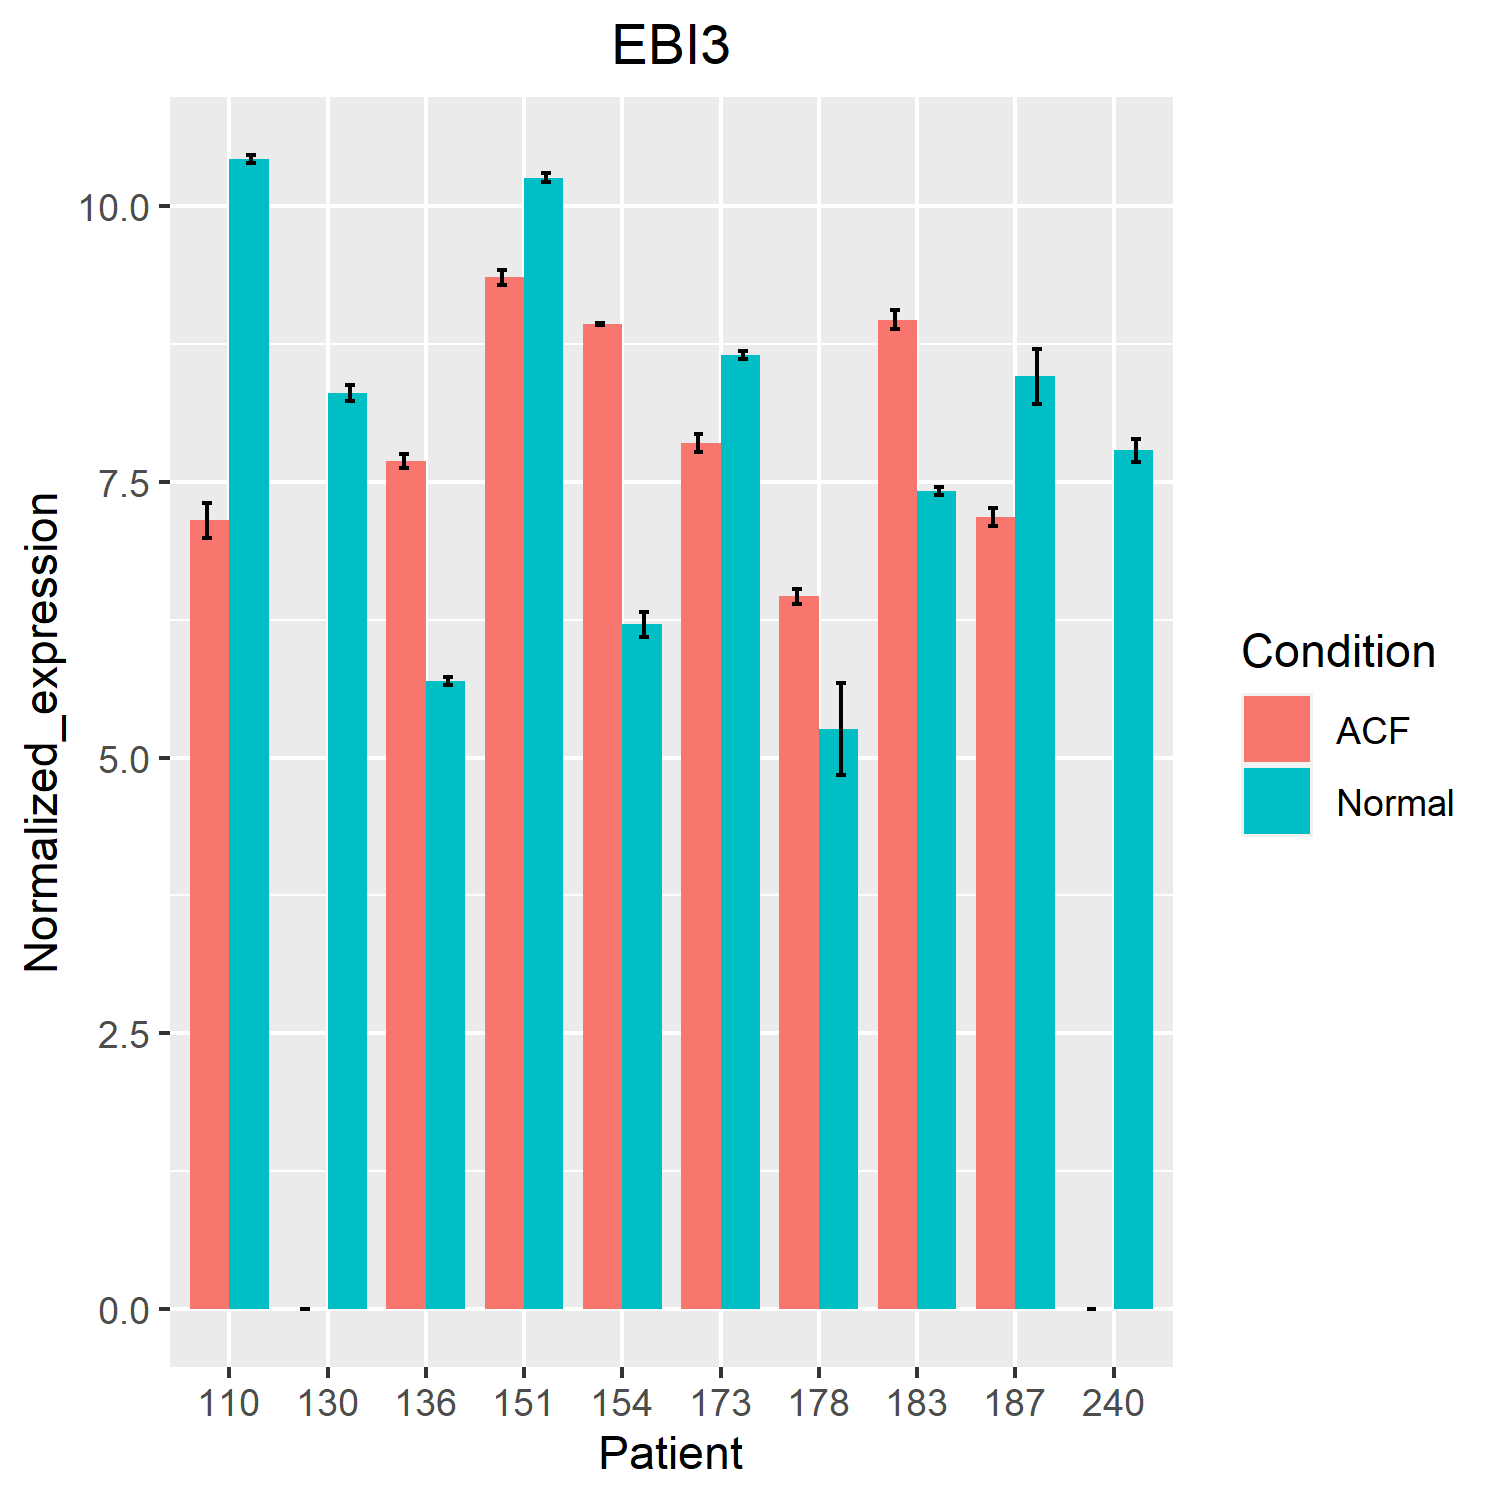 EBI3
Normalized_expression
10.0
7.5
5.0
2.5
0.0
110 130 136 151 154 173 178 183 187 240
Patient
Condition
ACF
Normal